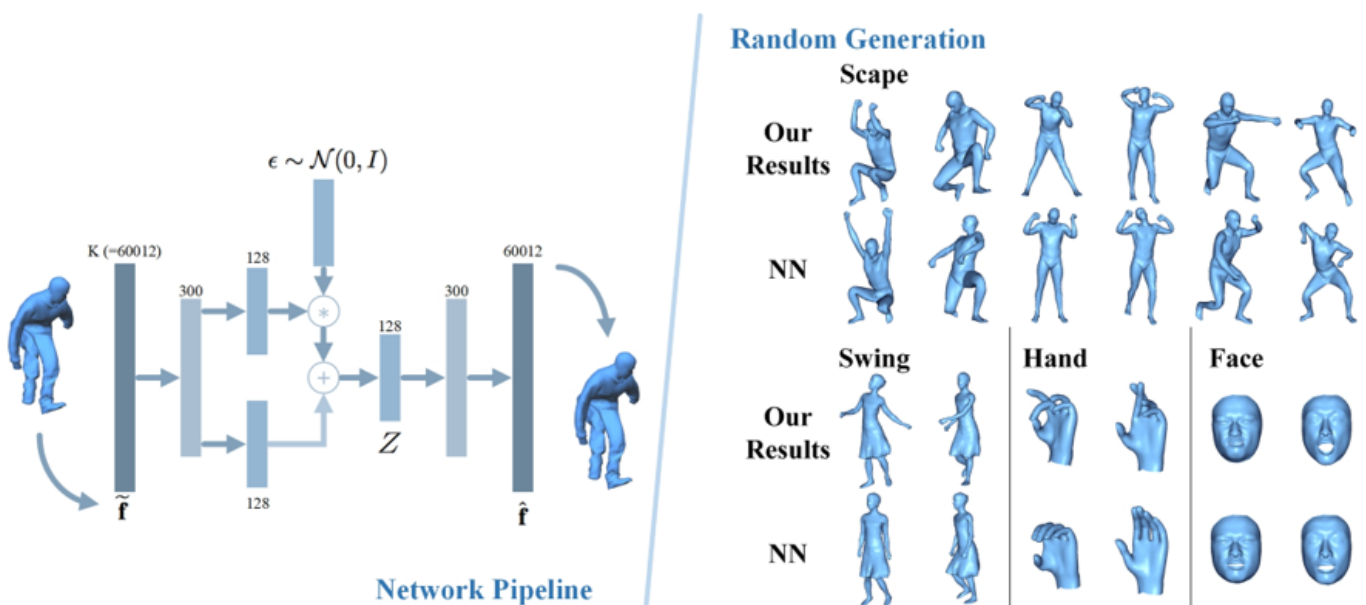 ϵ ∼ 𝒩(0, I)
K (=60012)
300
128
128
128
Z
300
60012
f̃
f̂
Network Pipeline
Random Generation
Scape
Our
Results
NN
Swing
Hand
Face
Our
Results
NN
*
+